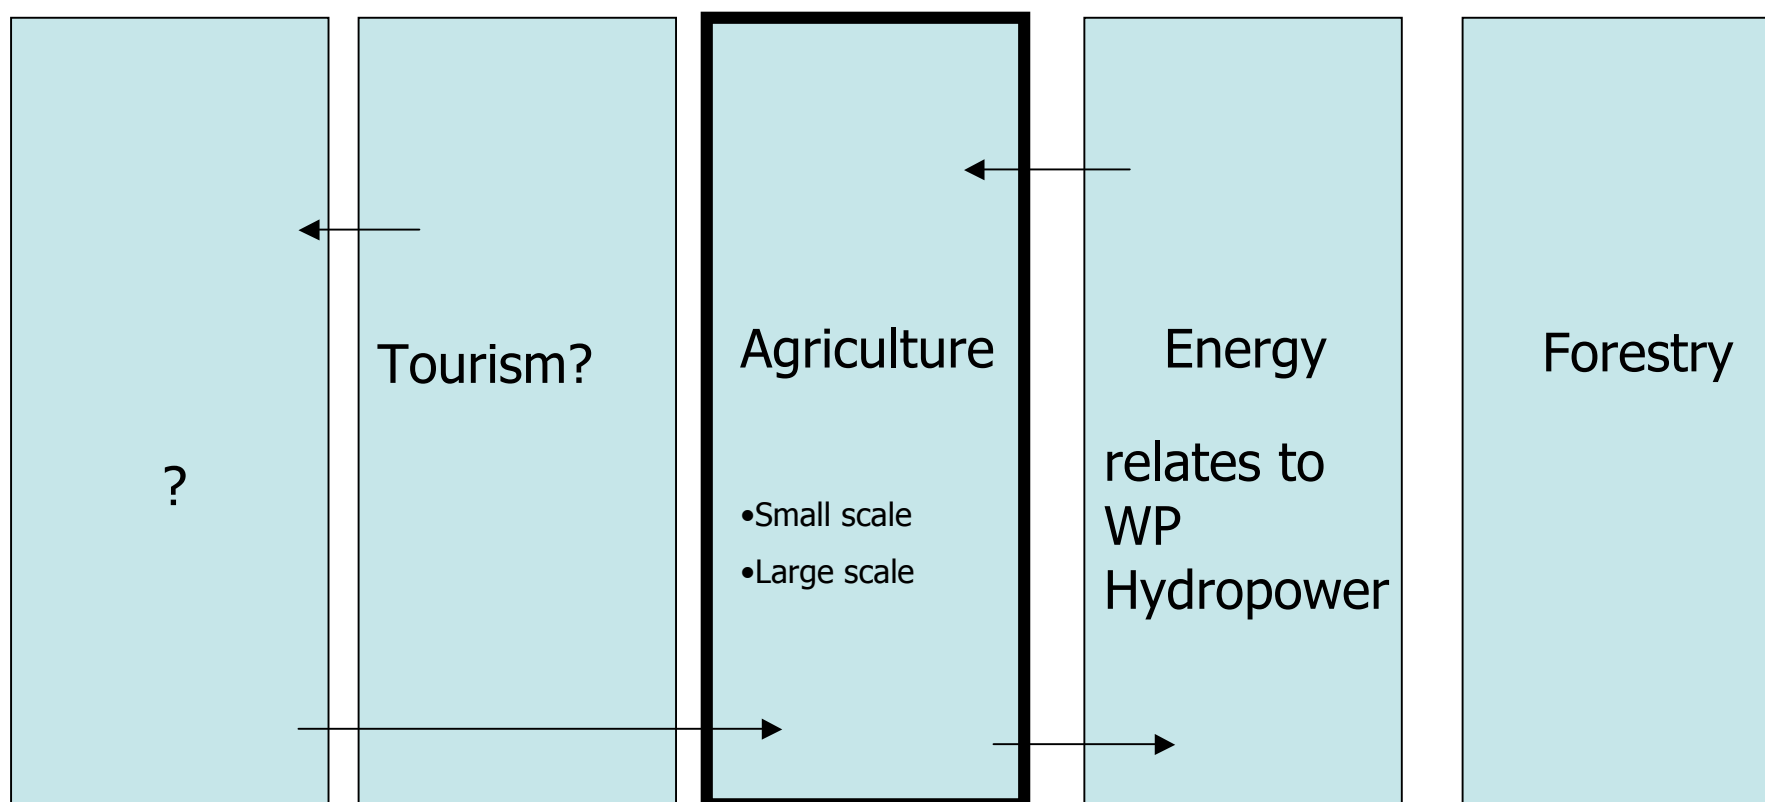 ?
Tourism?
Agriculture
•Small scale
•Large scale
Energy
relates to
WP
Hydropower
Forestry